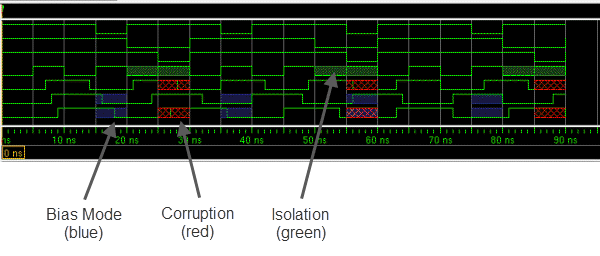 ns 10 ns 20 ns 30 ns 40 ns 50 ns 60 ns 70 ns 80 ns 90 ns
0 ns
Bias Mode
(blue)
Corruption
(red)
Isolation
(green)